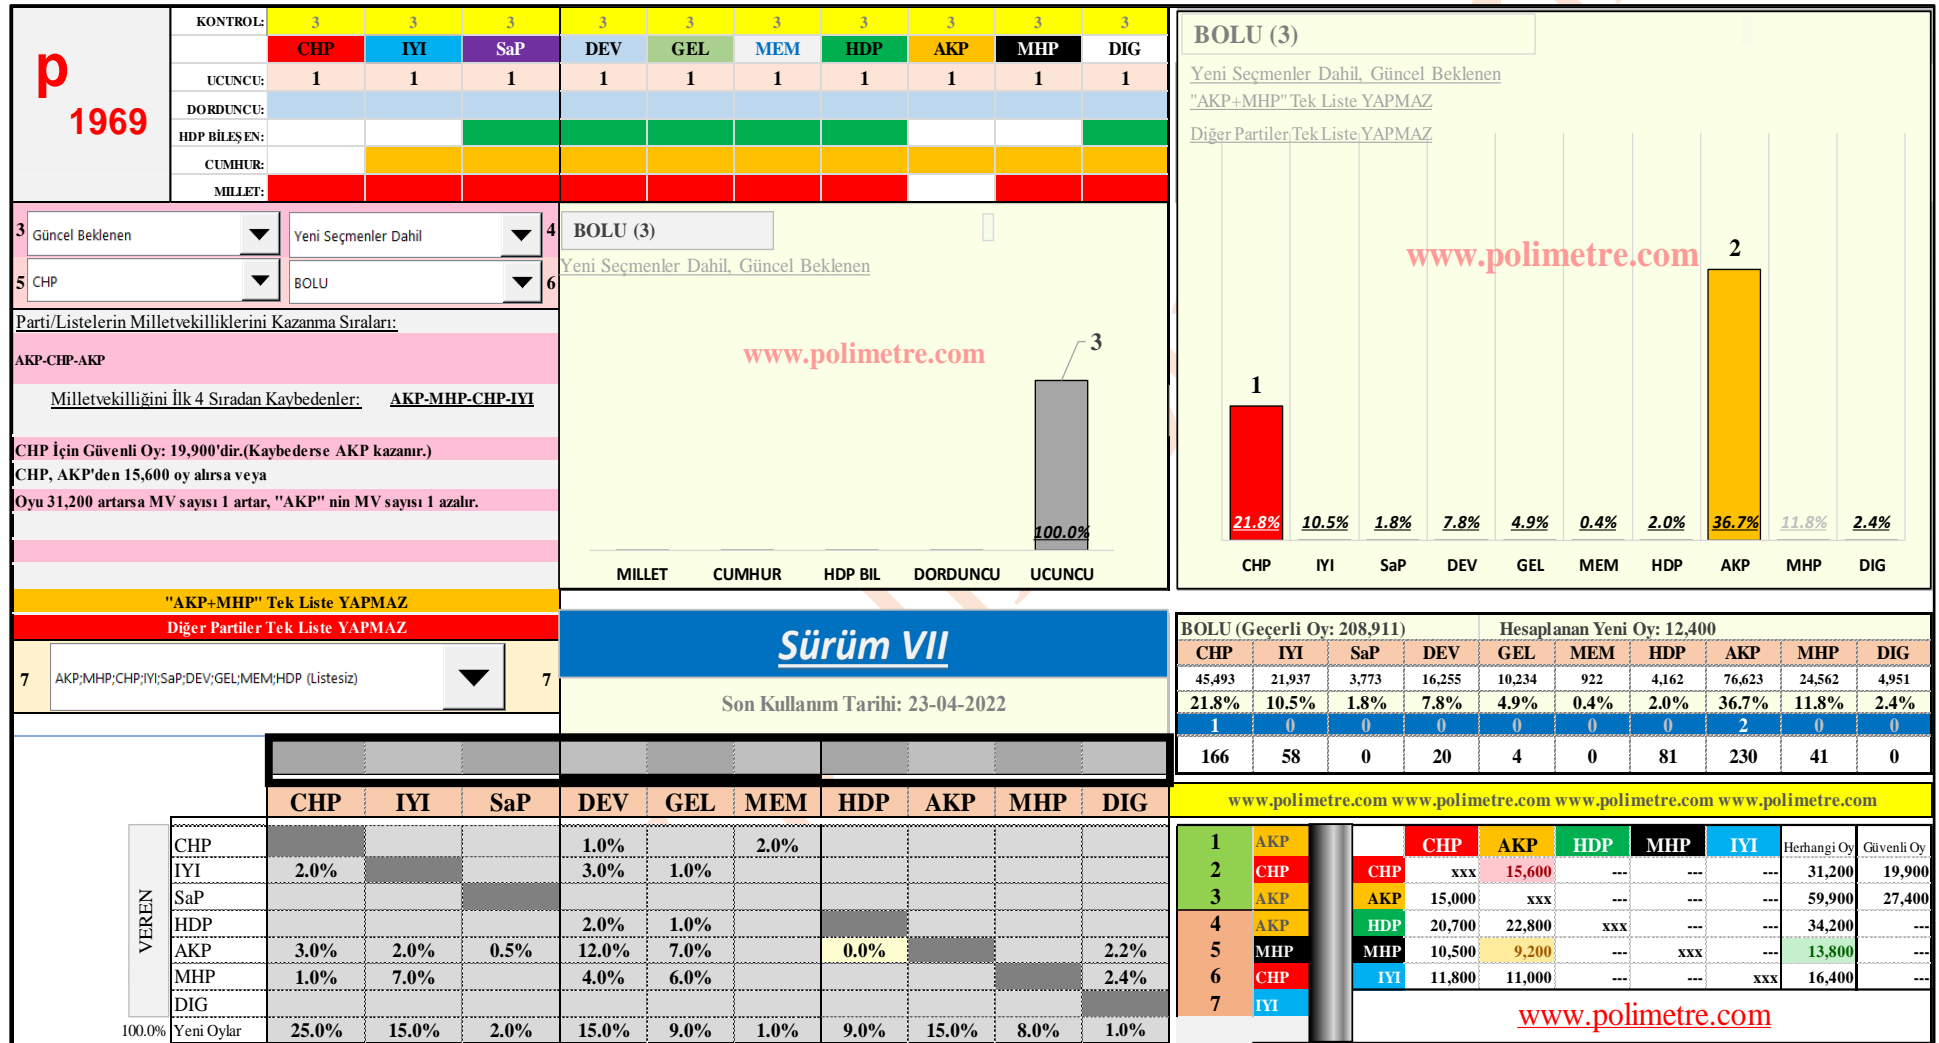 p
1969
KONTROL: 3 3 3 3 3 3 3 3 3 3
CHP IYI SaP DEV GEL MEM HDP AKP MHP DIG
UCUNCU: 1 1 1 1 1 1 1 1 1 1
DORDUNCU:
HDP BİLEŞEN:
CUMHUR:
MILLET:
3 Güncel Beklenen Yeni Seçmenler Dahil 4
5 CHP BOLU 6
Parti/Listelerin Milletvekilliklerini Kazanma Sıraları:
AKP-CHP-AKP
Milletvekilliğini İlk 4 Sıradan Kaybedenler: AKP-MHP-CHP-IYI
CHP İçin Güvenli Oy: 19,900'dir.(Kaybederse AKP kazanır.)
CHP, AKP'den 15,600 oy alırsa veya
Oyu 31,200 artarsa MV sayısı 1 artar, "AKP" nin MV sayısı 1 azalır.
"AKP+MHP" Tek Liste YAPMAZ
Diğer Partiler Tek Liste YAPMAZ
7 AKP;MHP;CHP;IYI;SaP;DEV;GEL;MEM;HDP (Listesiz) 7
BOLU (3)
Yeni Seçmenler Dahil, Güncel Beklenen
www.polimetre.com
3
100.0%
MILLET CUMHUR HDP BIL DORDUNCU UCUNCU
Sürüm VII
Son Kullanım Tarihi: 23-04-2022
BOLU (3)
Yeni Seçmenler Dahil, Güncel Beklenen
"AKP+MHP" Tek Liste YAPMAZ
Diğer Partiler Tek Liste YAPMAZ
www.polimetre.com
2
1
21.8% 10.5% 1.8% 7.8% 4.9% 0.4% 2.0% 36.7% 11.8% 2.4%
CHP IYI SaP DEV GEL MEM HDP AKP MHP DIG
BOLU (Geçerli Oy: 208,911) Hesaplanan Yeni Oy: 12,400
CHP IYI SaP DEV GEL MEM HDP AKP MHP DIG
45,493 21,937 3,773 16,255 10,234 922 4,162 76,623 24,562 4,951
21.8% 10.5% 1.8% 7.8% 4.9% 0.4% 2.0% 36.7% 11.8% 2.4%
1 0 0 0 0 0 0 2 0 0
166 58 0 20 4 0 81 230 41 0
www.polimetre.com www.polimetre.com www.polimetre.com www.polimetre.com
CHP IYI SaP DEV GEL MEM HDP AKP MHP DIG
VEREN
CHP 1.0% 2.0%
IYI 2.0% 3.0% 1.0%
SaP
HDP 2.0% 1.0%
AKP 3.0% 2.0% 0.5% 12.0% 7.0% 0.0% 2.2%
MHP 1.0% 7.0% 4.0% 6.0% 2.4%
DIG
100.0% Yeni Oylar 25.0% 15.0% 2.0% 15.0% 9.0% 1.0% 9.0% 15.0% 8.0% 1.0%
1 AKP CHP AKP HDP MHP IYI Herhangi Oy Güvenli Oy
2 CHP CHP xxx 15,600 --- --- --- 31,200 19,900
3 AKP AKP 15,000 xxx --- --- --- 59,900 27,400
4 AKP HDP 20,700 22,800 xxx --- --- 34,200 ---
5 MHP MHP 10,500 9,200 --- xxx --- 13,800 ---
6 CHP IYI 11,800 11,000 --- --- xxx 16,400 ---
7 IYI
www.polimetre.com